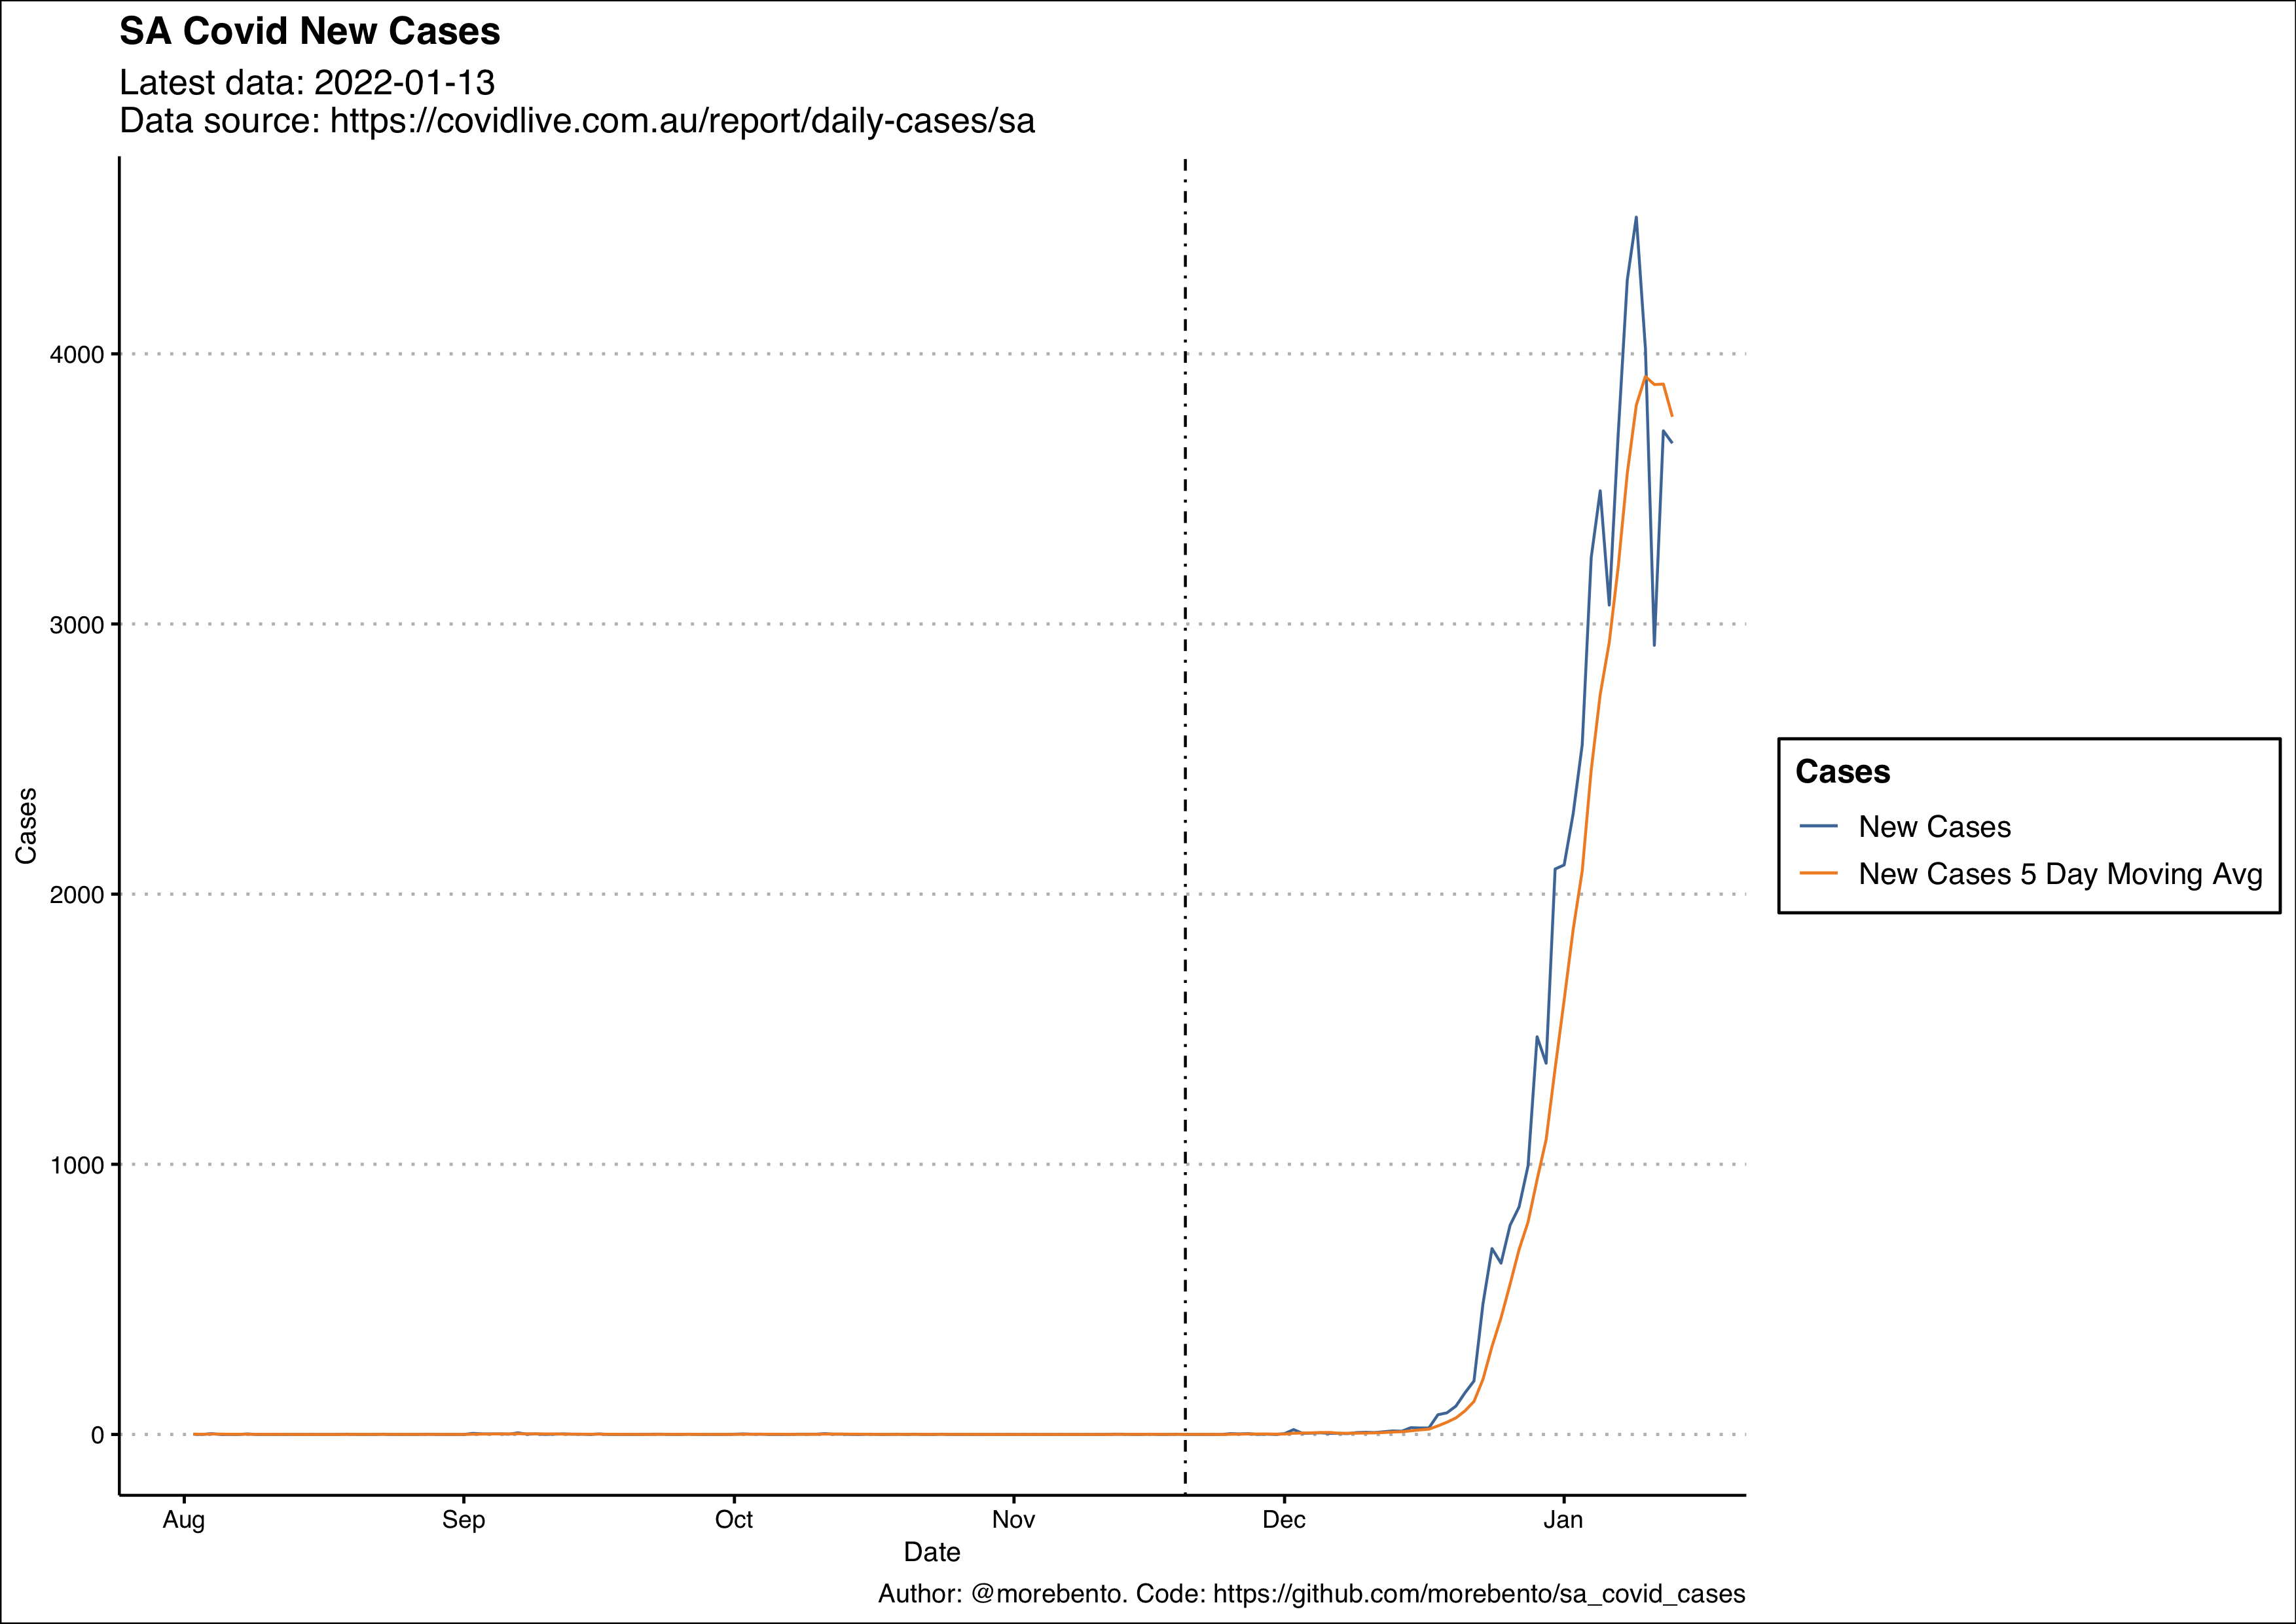 SA Covid New Cases
Latest data: 2022-01-13
Data source: https://covidlive.com.au/report/daily-cases/sa
4000
3000
2000
1000
0
Cases
Aug Sep Oct Nov Dec Jan
Date
Cases
New Cases
New Cases 5 Day Moving Avg
Author: @morebento. Code: https://github.com/morebento/sa_covid_cases